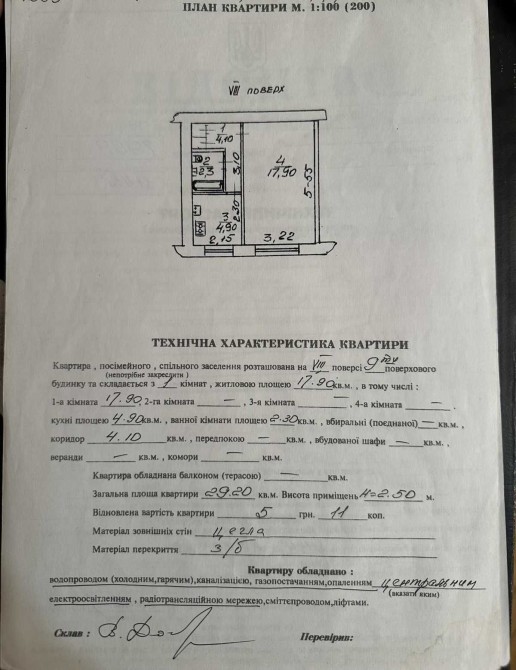 ПЛАН КВАРТИРИ М. 1:100 (200)
VIII ПОВЕРХ
1
4,10
2
2,3
3,10
4
17,90
5-55
3
4,90
2.30
2,15
3,22
ТЕХНІЧНА ХАРАКТЕРИСТИКА КВАРТИРИ
Квартира , посімейного , спільного заселення розташована на VIII поверсі 9ти поверхового
(непотрібне закреслити )
будинку та складається з 1 кімнат , житловою площею 17.90 кв.м. , в тому числі :
1-а кімната 17.90, 2-га кімната — , 3-я кімната — , 4-а кімната — .
кухні площею 4.90 кв.м. , ванної кімнати площею 2.30 кв.м. , вбиральні (поєднаної) — кв.м. ,
коридор 4.10 кв.м. , передпокою — кв.м. , вбудованої шафи — кв.м. ,
веранди — кв.м. , комори — кв.м.
Квартира обладнана балконом (терасою) — кв.м.
Загальна площа квартири 29.20 кв.м. Висота приміщень H=2.50 м.
Відновлена вартість квартири 5 грн. 11 коп.
Матеріал зовнішніх стін цегла
Матеріал перекриття з/б
Квартиру обладнано :
водопроводом (холодним,гарячим),каналізацією, газопостачанням,опаленням центральним
(вказати яким)
електроосвітленням , радіотрансляційною мережею,сміттєпроводом,ліфтами.
Склав : Перевірив: